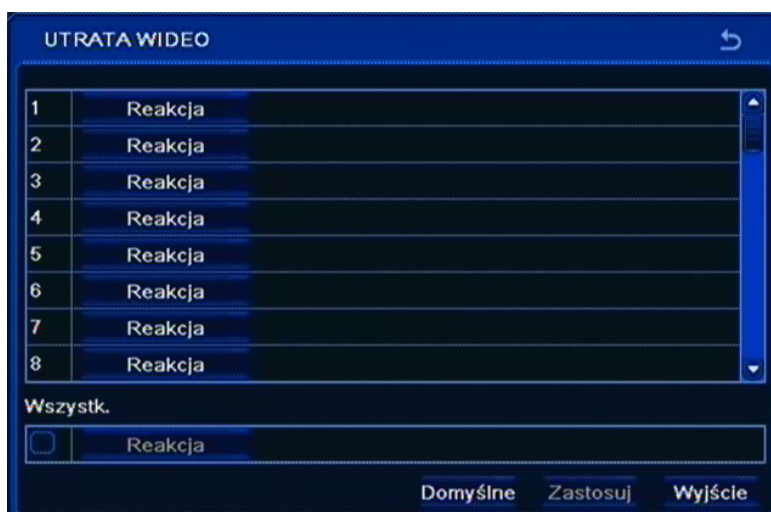 UTRATA WIDEO
1 Reakcja
2 Reakcja
3 Reakcja
4 Reakcja
5 Reakcja
6 Reakcja
7 Reakcja
8 Reakcja
Wszystk.
Reakcja
Domyślne Zastosuj Wyjście